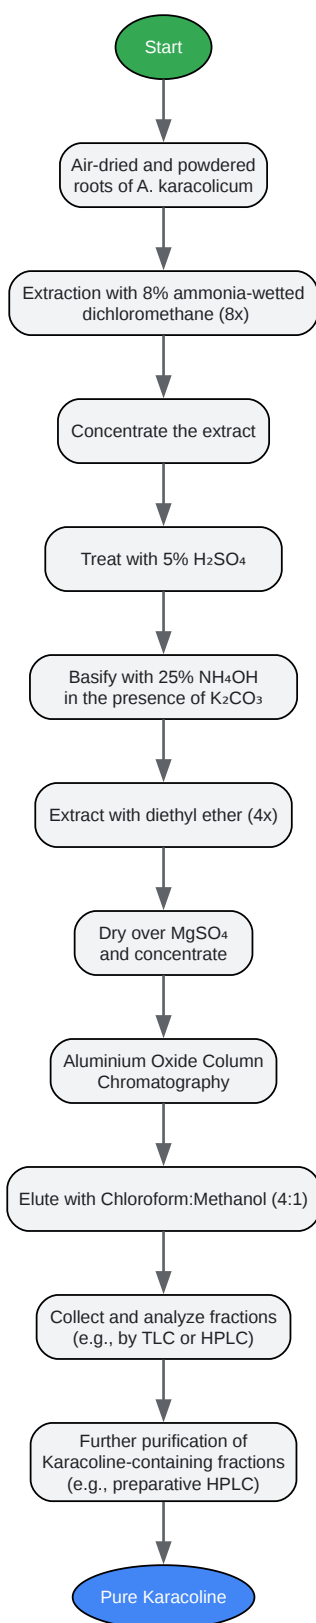 Start
Air-dried and powdered
roots of A. karacolicum
Extraction with 8% ammonia-wetted
dichloromethane (8x)
Concentrate the extract
Treat with 5% H₂SO₄
Basify with 25% NH₄OH
in the presence of K₂CO₃
Extract with diethyl ether (4x)
Dry over MgSO₄
and concentrate
Aluminium Oxide Column
Chromatography
Elute with Chloroform:Methanol (4:1)
Collect and analyze fractions
(e.g., by TLC or HPLC)
Further purification of
Karacoline-containing fractions
(e.g., preparative HPLC)
Pure Karacoline